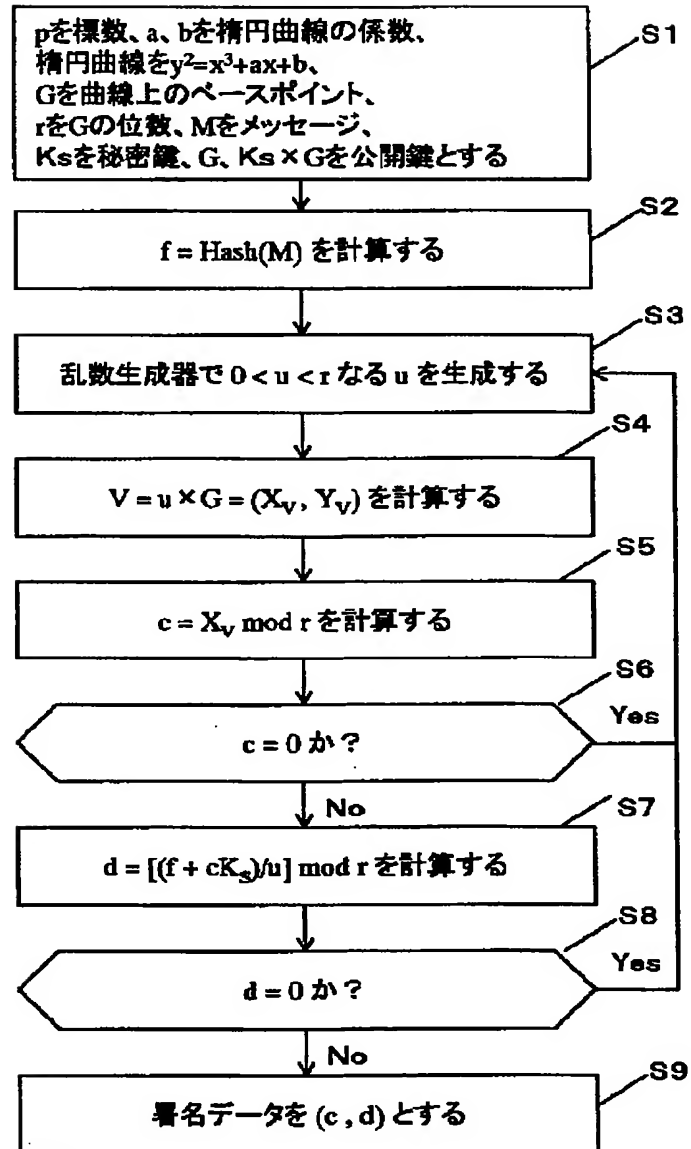 pを標数、a、bを楕円曲線の係数、
楕円曲線をy²=x³+ax+b、
Gを曲線上のベースポイント、
rをGの位数、Mをメッセージ、
Ksを秘密鍵、G、Ks×Gを公開鍵とする
S1
S2
f = Hash(M) を計算する
S3
乱数生成器で 0 < u < r なる u を生成する
S4
V = u × G = (X_V, Y_V) を計算する
S5
c = X_V mod r を計算する
S6
c = 0 か？
Yes
No
S7
d = [(f + cK_s)/u] mod r を計算する
S8
d = 0 か？
Yes
No
S9
署名データを (c , d) とする